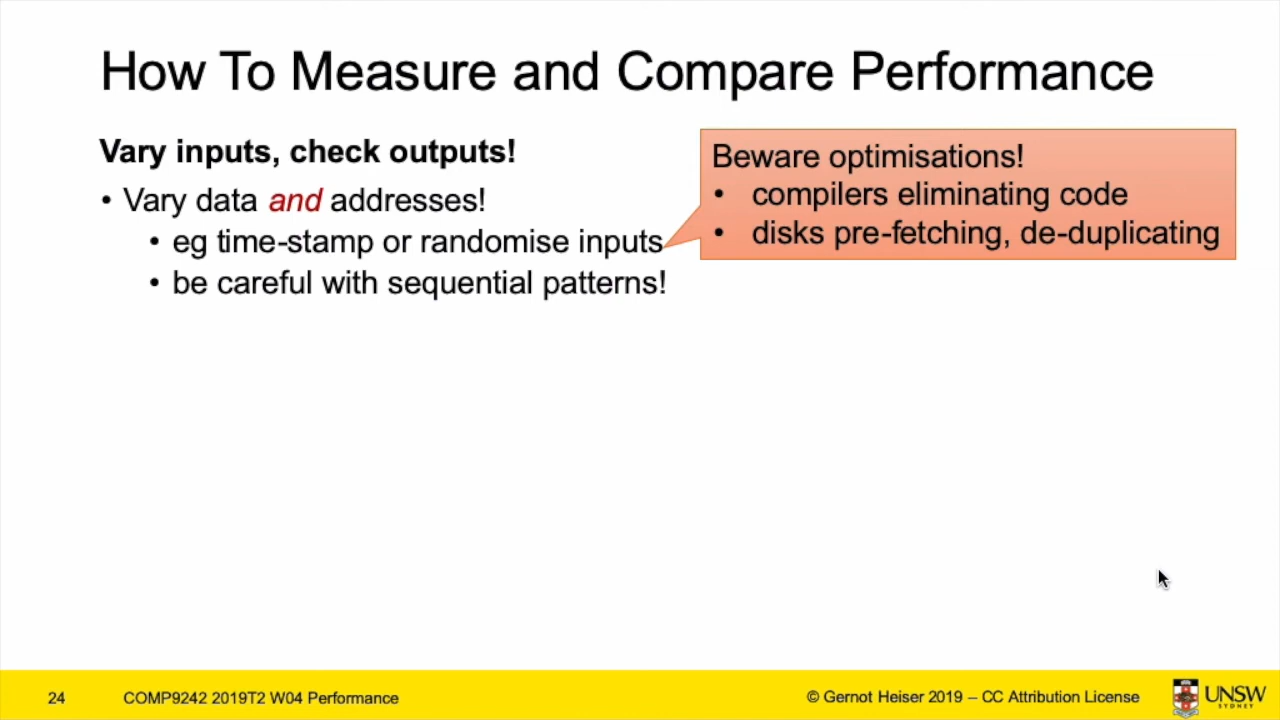 How To Measure and Compare Performance
Vary inputs, check outputs!
• Vary data and addresses!
• eg time-stamp or randomise inputs
• be careful with sequential patterns!
Beware optimisations!
• compilers eliminating code
• disks pre-fetching, de-duplicating
24
COMP9242 2019T2 W04 Performance
© Gernot Heiser 2019 – CC Attribution License
UNSW
SYDNEY